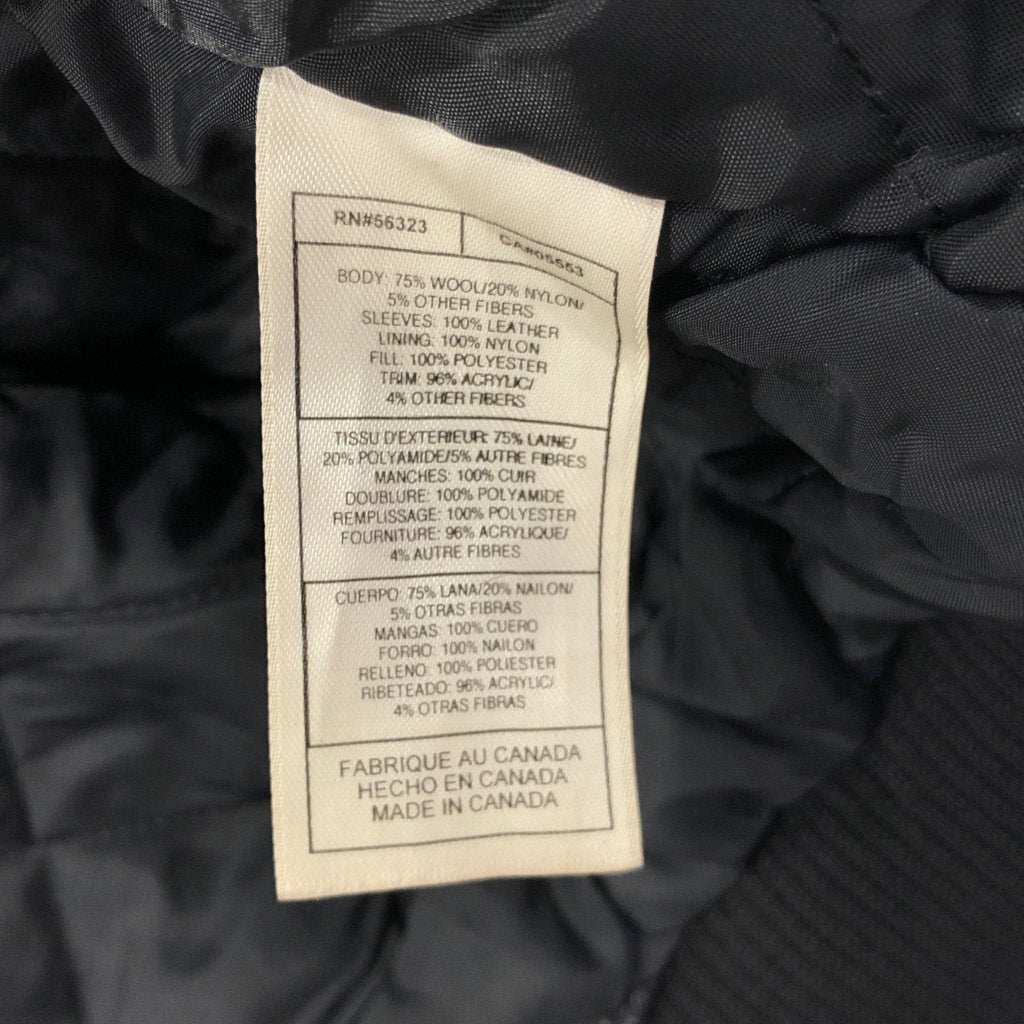 RN#56323
CA#05553
BODY: 75% WOOL/20% NYLON/
5% OTHER FIBERS
SLEEVES: 100% LEATHER
LINING: 100% NYLON
FILL: 100% POLYESTER
TRIM: 96% ACRYLIC/
4% OTHER FIBERS
TISSU D'EXTERIEUR: 75% LAINE/
20% POLYAMIDE/5% AUTRE FIBRES
MANCHES: 100% CUIR
DOUBLURE: 100% POLYAMIDE
REMPLISSAGE: 100% POLYESTER
FOURNITURE: 96% ACRYLIQUE/
4% AUTRE FIBRES
CUERPO: 75% LANA/20% NAILON/
5% OTRAS FIBRAS
MANGAS: 100% CUERO
FORRO: 100% NAILON
RELLENO: 100% POLIESTER
RIBETEADO: 96% ACRYLIC/
4% OTRAS FIBRAS
FABRIQUE AU CANADA
HECHO EN CANADA
MADE IN CANADA